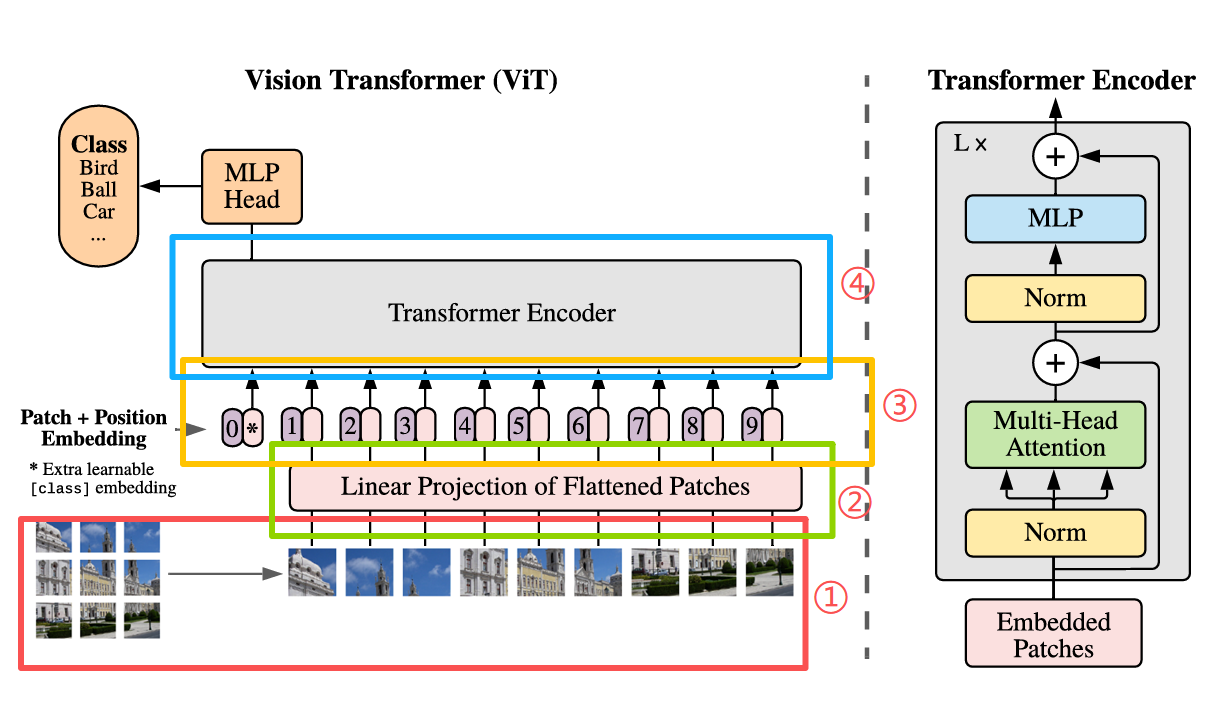 Vision Transformer (ViT)
Class
Bird
Ball
Car
...
MLP
Head
Transformer Encoder
④
③
Patch + Position
Embedding
* Extra learnable
[class] embedding
0 * 1 2 3 4 5 6 7 8 9
Linear Projection of Flattened Patches
②
①
Transformer Encoder
L ×
+
MLP
Norm
+
Multi-Head
Attention
Norm
Embedded
Patches